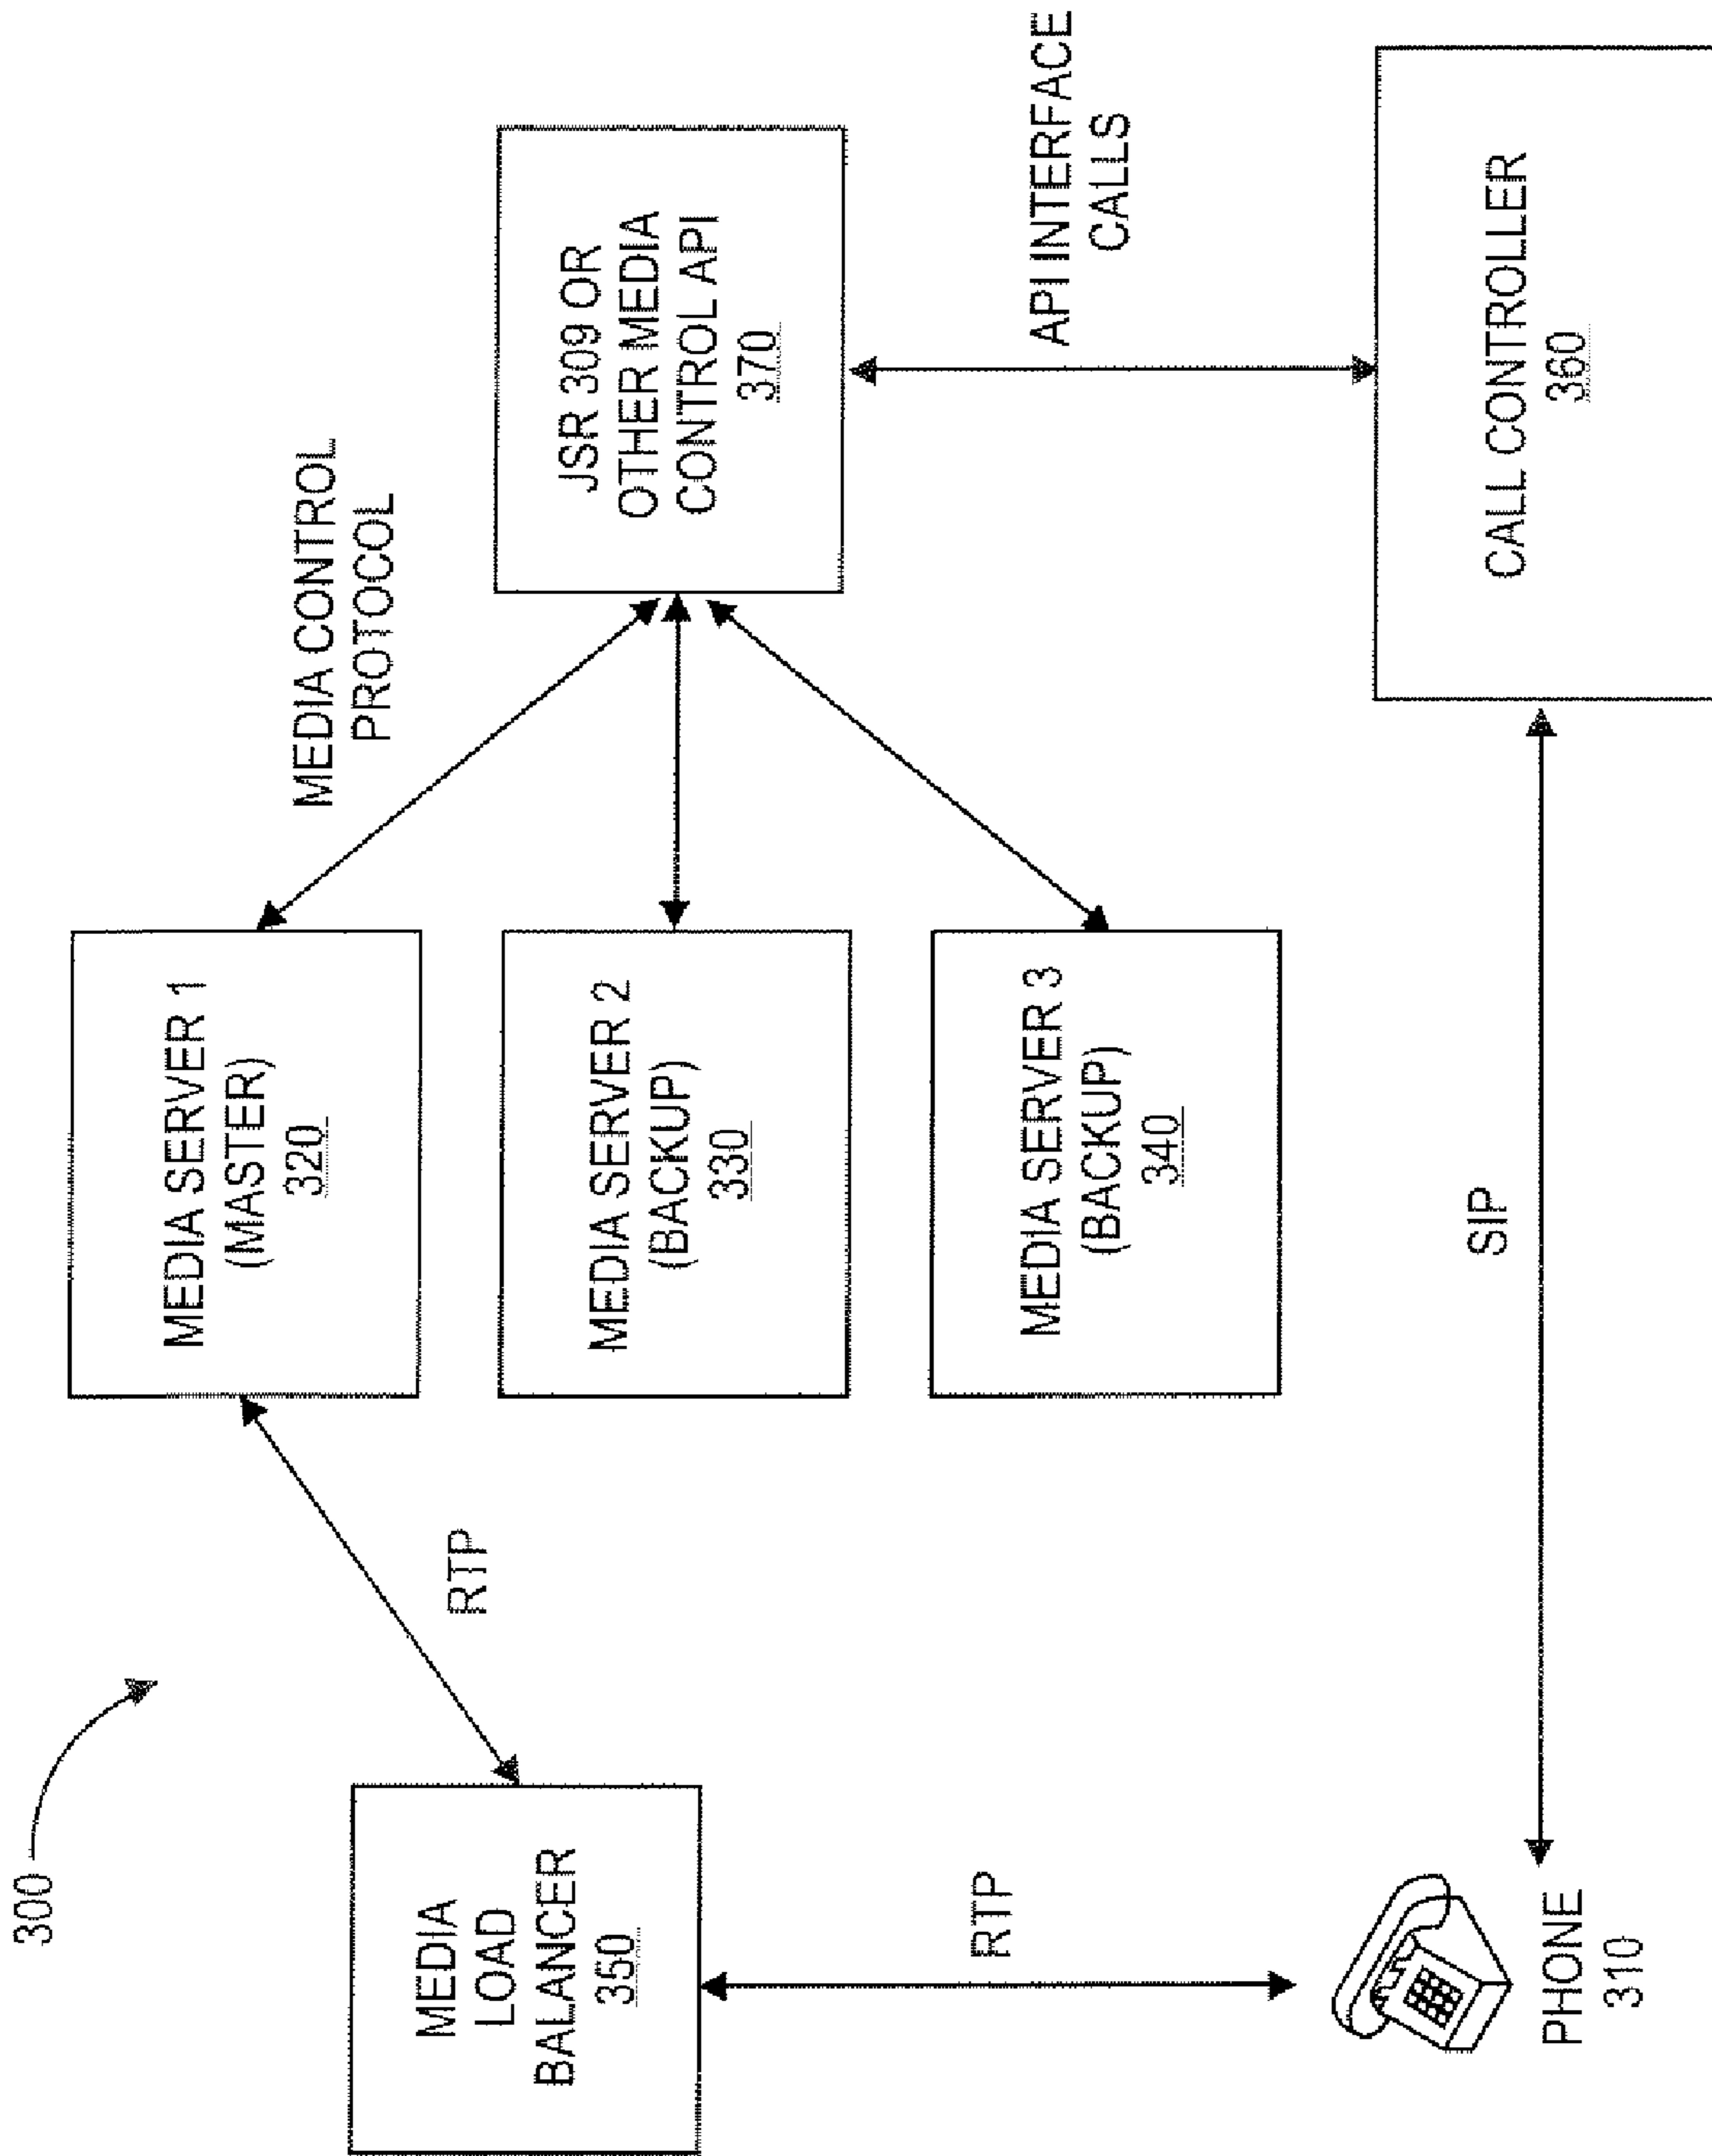 300
MEDIA
LOAD
BALANCER
350
RTP
MEDIA SERVER 1
(MASTER)
320
MEDIA SERVER 2
(BACKUP)
330
MEDIA SERVER 3
(BACKUP)
340
MEDIA CONTROL
PROTOCOL
JSR 309 OR
OTHER MEDIA
CONTROL API
370
RTP
API INTERFACE
CALLS
PHONE
310
SIP
CALL CONTROLLER
360